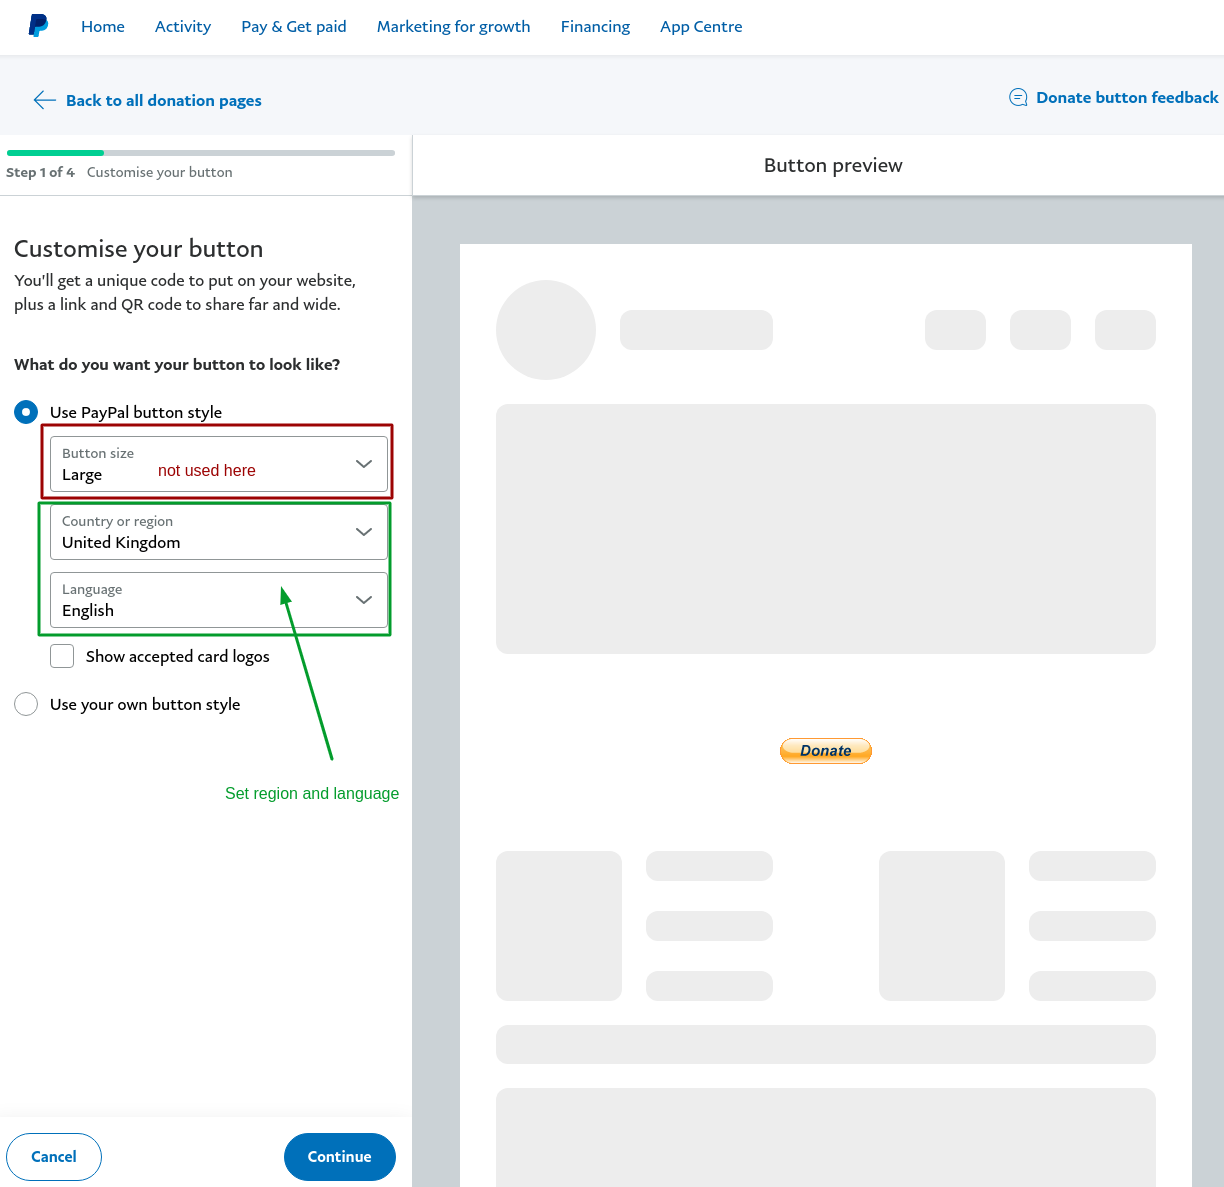 Home Activity Pay & Get paid Marketing for growth Financing App Centre
Back to all donation pages
Donate button feedback
Step 1 of 4 Customise your button
Button preview
Customise your button
You'll get a unique code to put on your website,
plus a link and QR code to share far and wide.
What do you want your button to look like?
Use PayPal button style
Button size
Large
not used here
Country or region
United Kingdom
Language
English
Show accepted card logos
Use your own button style
Set region and language
Donate
Cancel
Continue